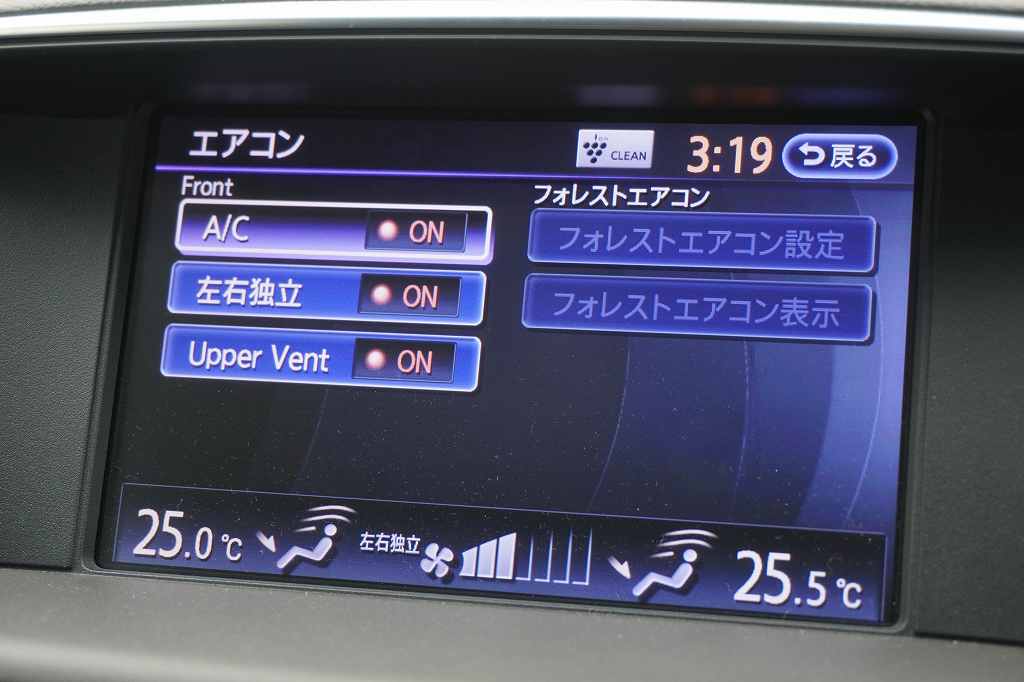 エアコン
ION
CLEAN
3:19
戻る
Front
A/C ON
左右独立 ON
Upper Vent ON
フォレストエアコン
フォレストエアコン設定
フォレストエアコン表示
25.0℃
左右独立
25.5℃